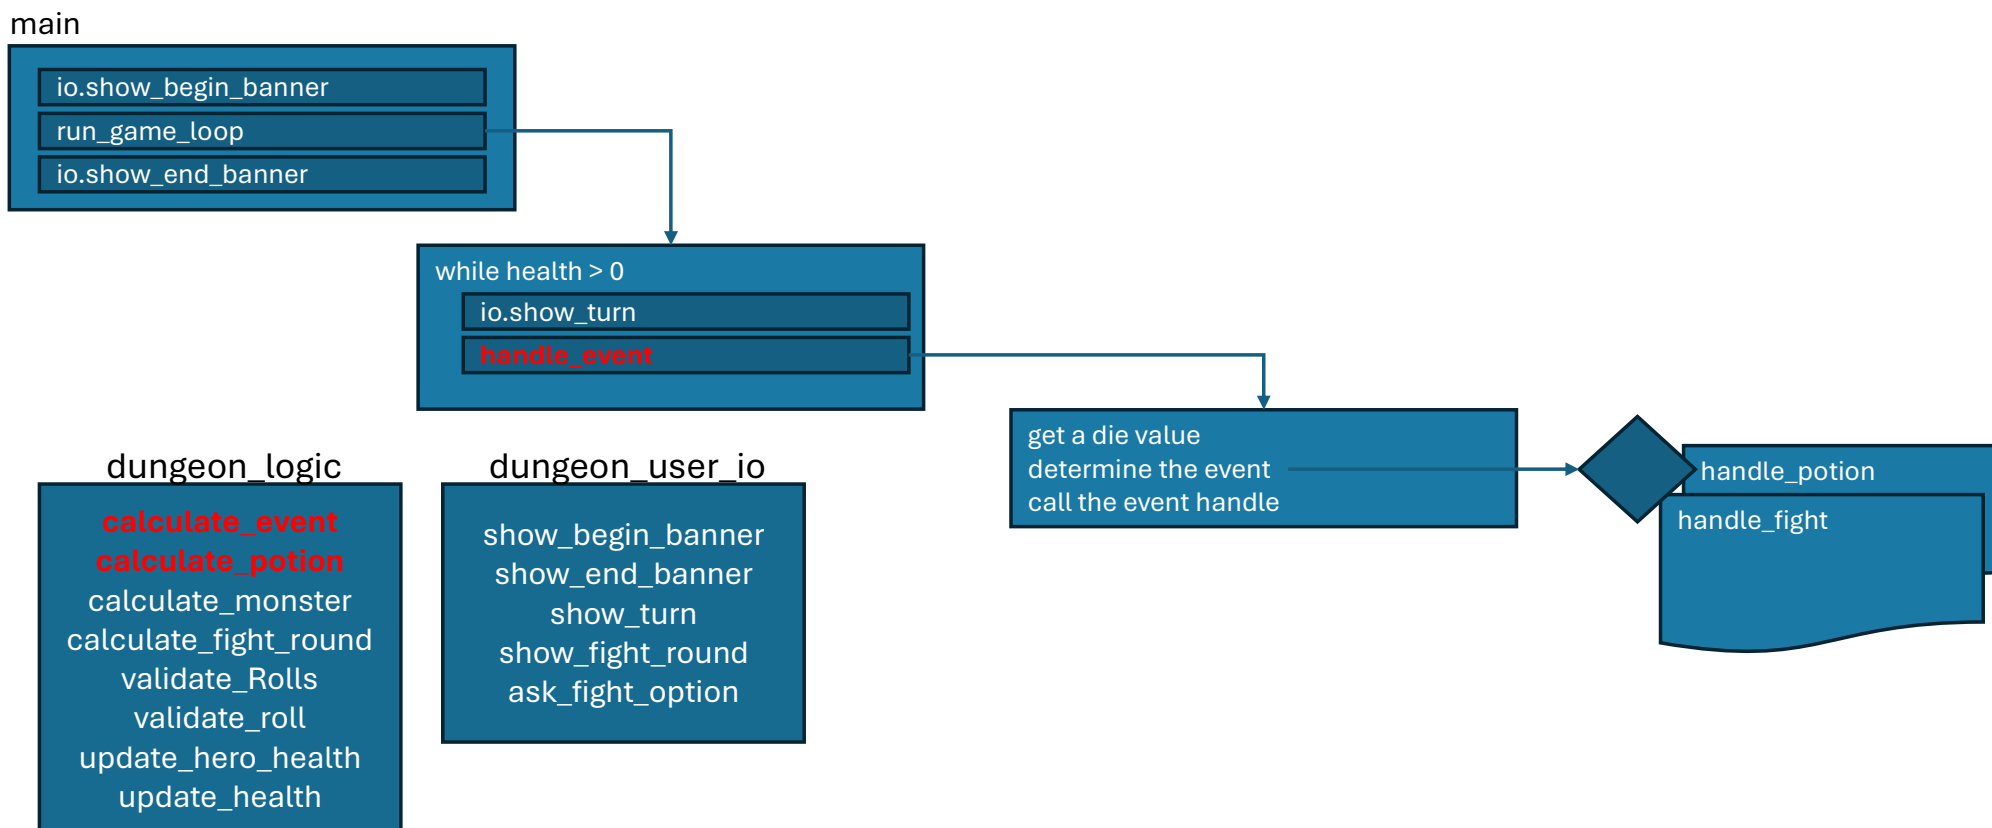 main
io.show_begin_banner
run_game_loop
io.show_end_banner
while health > 0
io.show_turn
handle_event
get a die value
determine the event
call the event handle
handle_potion
handle_fight
dungeon_logic
calculate_event
calculate_potion
calculate_monster
calculate_fight_round
validate_Rolls
validate_roll
update_hero_health
update_health
dungeon_user_io
show_begin_banner
show_end_banner
show_turn
show_fight_round
ask_fight_option